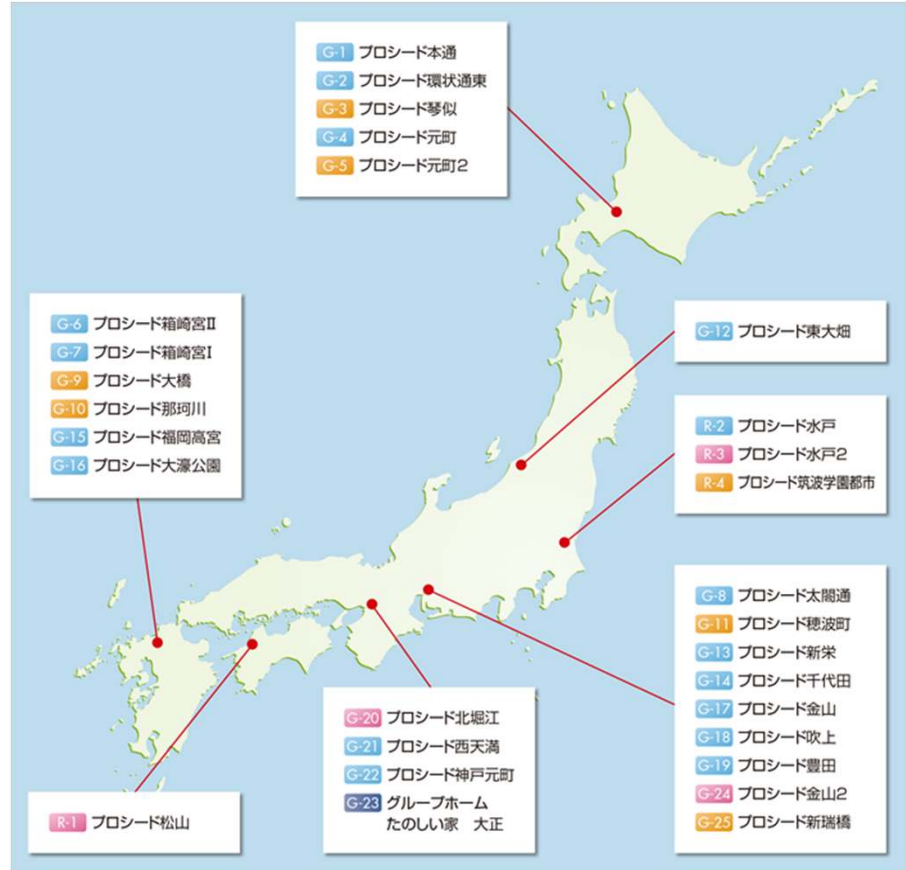 G-1 プロシード本通
G-2 プロシード環状通東
G-3 プロシード琴似
G-4 プロシード元町
G-5 プロシード元町2
G-6 プロシード箱崎宮Ⅱ
G-7 プロシード箱崎宮Ⅰ
G-9 プロシード大橋
G-10 プロシード那珂川
G-15 プロシード福岡高宮
G-16 プロシード大濠公園
G-12 プロシード東大畑
R-2 プロシード水戸
R-3 プロシード水戸2
R-4 プロシード筑波学園都市
G-8 プロシード太閤通
G-11 プロシード穂波町
G-13 プロシード新栄
G-14 プロシード千代田
G-17 プロシード金山
G-18 プロシード吹上
G-19 プロシード豊田
G-24 プロシード金山2
G-25 プロシード新瑞橋
G-20 プロシード北堀江
G-21 プロシード西天満
G-22 プロシード神戸元町
G-23 グループホーム
たのしい家 大正
R-1 プロシード松山